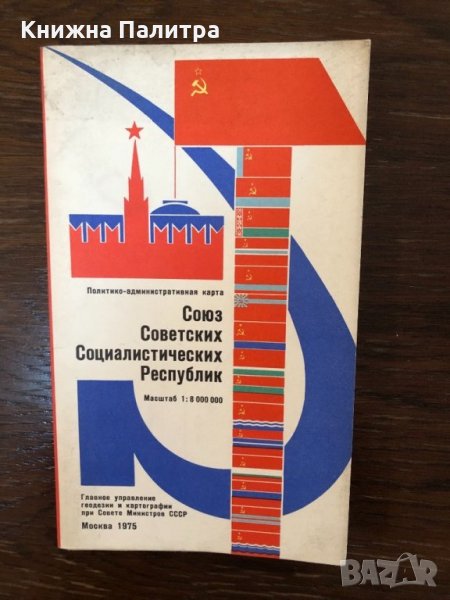 Книжна Палитра
Политико-административная карта
Союз
Советских
Социалистических
Республик
Масштаб 1:8 000 000
Главное управление
геодезии и картографии
при Совете Министров СССР
Москва 1975
BAZAR